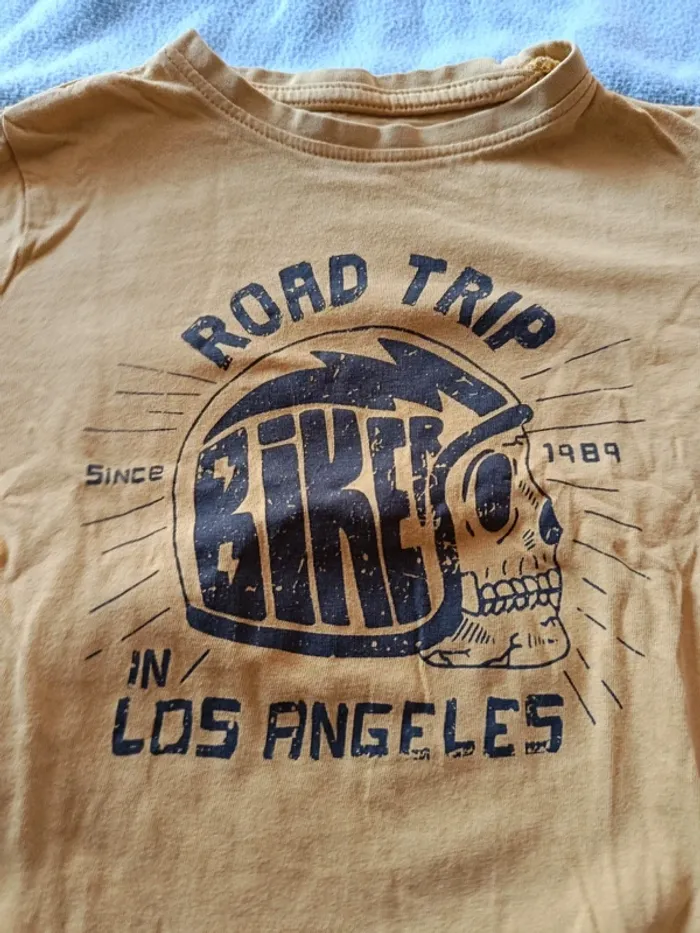 ROAD TRIP
BIKER
SINCE 1989
IN
LOS ANGELES